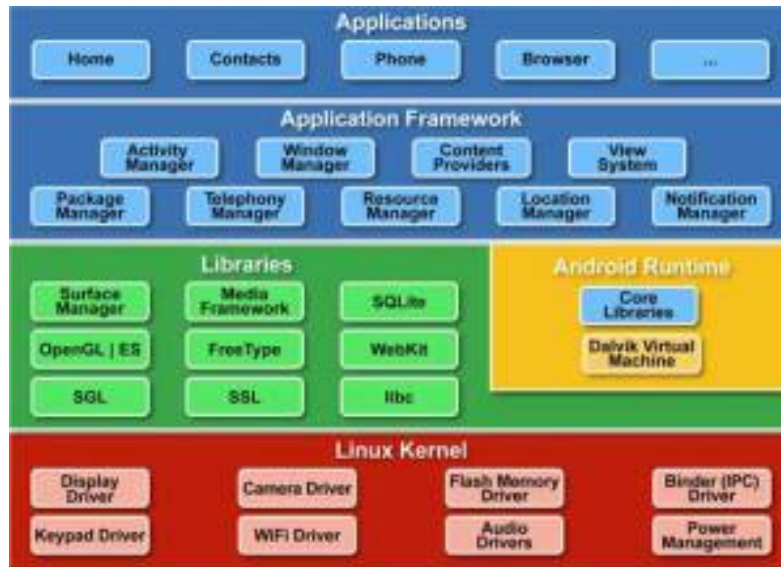 Applications
Home
Contacts
Phone
Browser
...
Application Framework
Activity
Manager
Window
Manager
Content
Providers
View
System
Package
Manager
Telephony
Manager
Resource
Manager
Location
Manager
Notification
Manager
Libraries
Surface
Manager
Media
Framework
SQLite
OpenGL | ES
FreeType
WebKit
SGL
SSL
libc
Android Runtime
Core
Libraries
Dalvik Virtual
Machine
Linux Kernel
Display
Driver
Camera Driver
Flash Memory
Driver
Binder (IPC)
Driver
Keypad Driver
WiFi Driver
Audio
Drivers
Power
Management